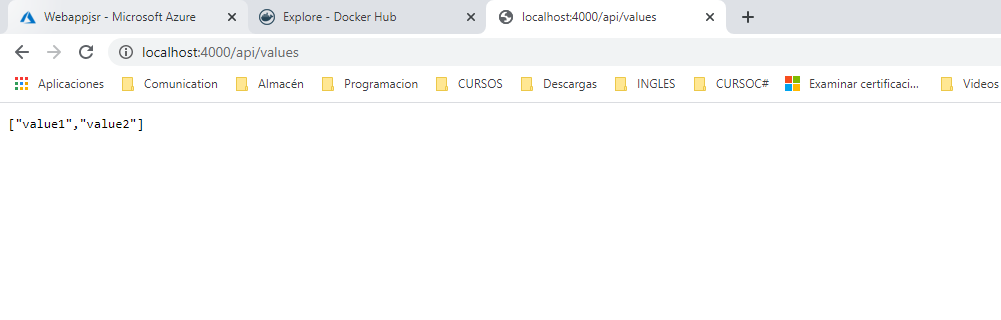 Webappjsr - Microsoft Azure Explore - Docker Hub localhost:4000/api/values
localhost:4000/api/values
Aplicaciones Comunication Almacén Programacion CURSOS Descargas INGLES CURSOC# Examinar certificaci... Videos
["value1","value2"]